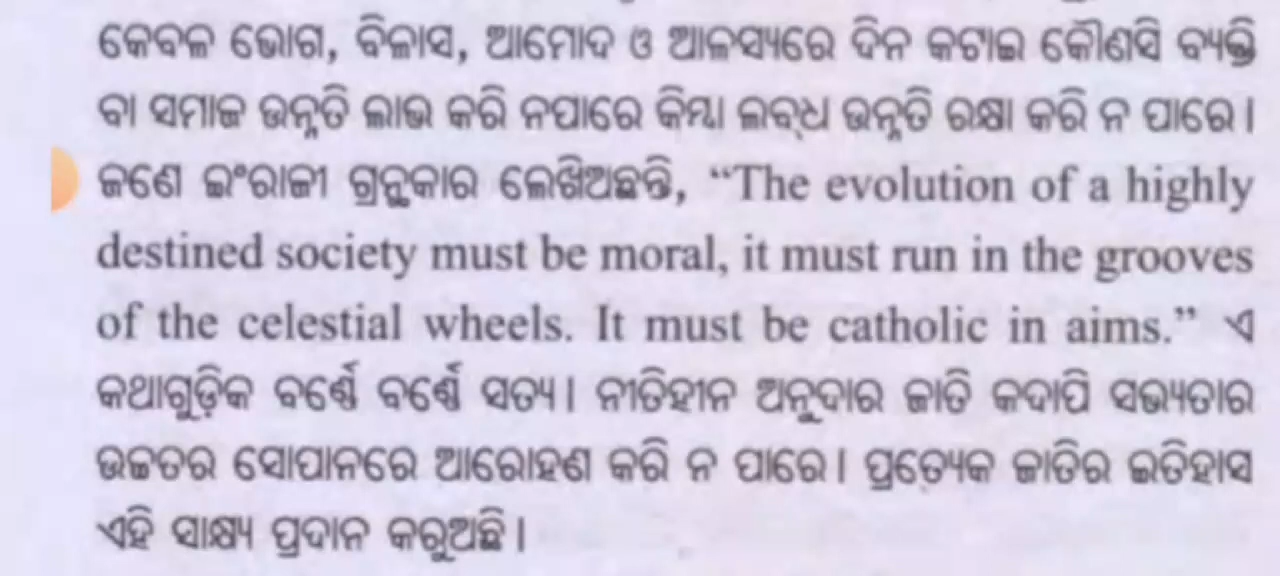 କେବଳ ଭୋଗ, ବିଳାସ, ଆମୋଦ ଓ ଆଳସ୍ୟରେ ଦିନ କଟାଇ କୌଣସି ବ୍ୟକ୍ତି
ବା ସମାଜ ଉନ୍ନତି ଲାଭ କରି ନପାରେ କିମ୍ବା ଲବ୍‌ଧ ଉନ୍ନତି ରକ୍ଷା କରି ନ ପାରେ।
ଜଣେ ଇଂରାଜୀ ଗ୍ରନ୍ଥକାର ଲେଖିଅଛନ୍ତି, “The evolution of a highly
destined society must be moral, it must run in the grooves
of the celestial wheels. It must be catholic in aims.” ଏ
କଥାଗୁଡ଼ିକ ବର୍ଣ୍ଣେ ବର୍ଣ୍ଣେ ସତ୍ୟ। ନୀତିହୀନ ଅନୁଦାର ଜାତି କଦାପି ସଭ୍ୟତାର
ଉଚ୍ଚତର ସୋପାନରେ ଆରୋହଣ କରି ନ ପାରେ। ପ୍ରତ୍ୟେକ ଜାତିର ଇତିହାସ
ଏହି ସାକ୍ଷ୍ୟ ପ୍ରଦାନ କରୁଅଛି।